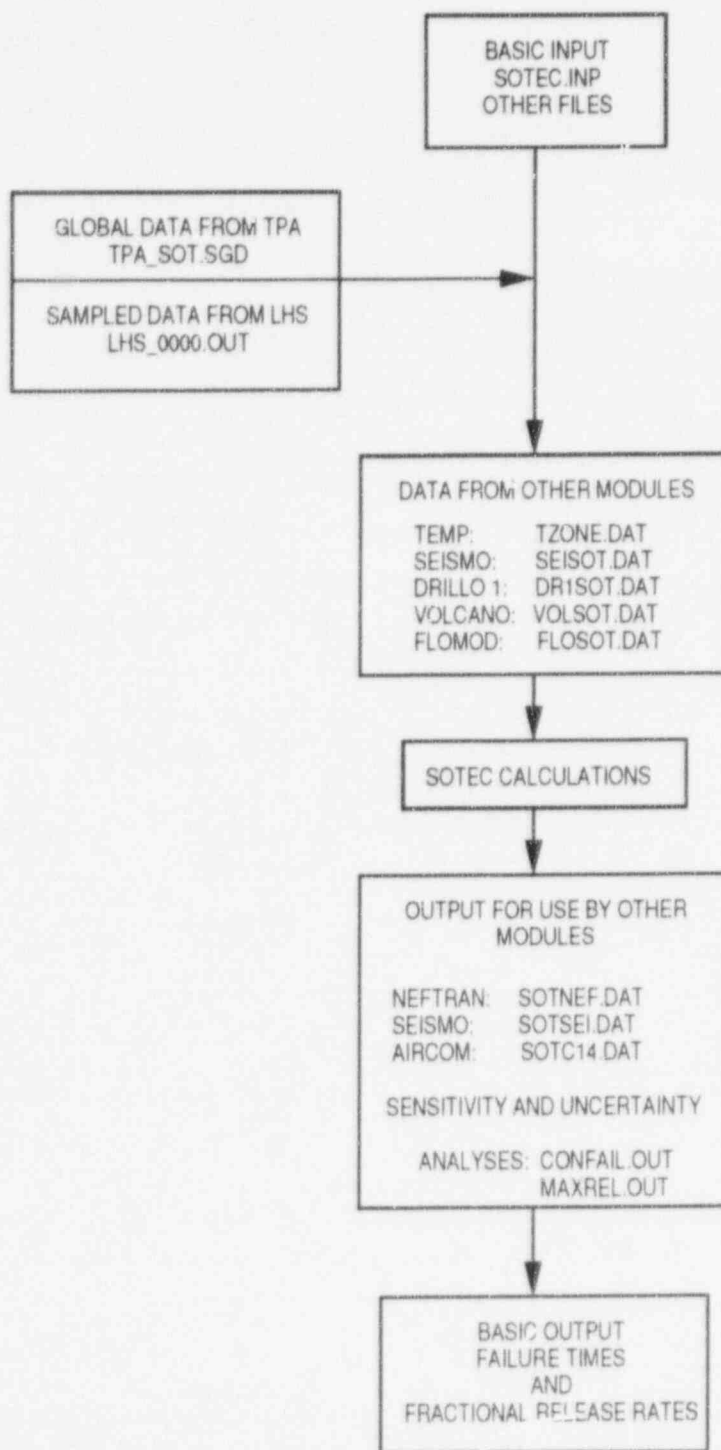 BASIC INPUT
SOTEC.INP
OTHER FILES
GLOBAL DATA FROM TPA
TPA_SOT.SGD
SAMPLED DATA FROM LHS
LHS_0000.OUT
DATA FROM OTHER MODULES
TEMP: TZONE.DAT
SEISMO: SEISOT.DAT
DRILLO 1: DR1SOT.DAT
VOLCANO: VOLSOT.DAT
FLOMOD: FLOSOT.DAT
SOTEC CALCULATIONS
OUTPUT FOR USE BY OTHER
MODULES
NEFTRAN: SOTNEF.DAT
SEISMO: SOTSEI.DAT
AIRCOM: SOTC14.DAT
SENSITIVITY AND UNCERTAINTY
ANALYSES: CONFAIL.OUT
MAXREL.OUT
BASIC OUTPUT
FAILURE TIMES
AND
FRACTIONAL RELEASE RATES